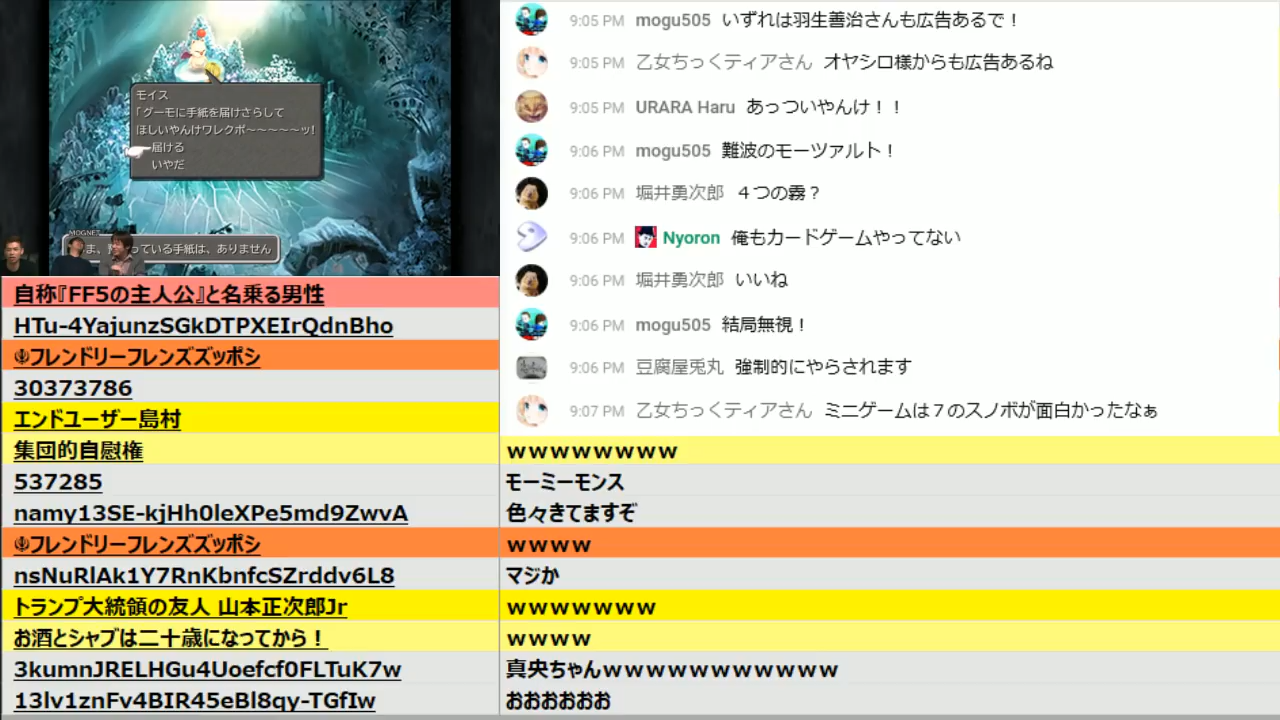 モイス
「グーモに手紙を届けさらして
ほしいやんけワレクポ～～～～～ッ!
届ける
いやだ
MOGNET
ま、預っている手紙は、ありません
9:05 PM mogu505 いずれは羽生善治さんも広告あるで！
9:05 PM 乙女ちっくティアさん オヤシロ様からも広告あるね
9:05 PM URARA Haru あっついやんけ！！
9:06 PM mogu505 難波のモーツァルト！
9:06 PM 堀井勇次郎 ４つの霧？
9:06 PM Nyoron 俺もカードゲームやってない
9:06 PM 堀井勇次郎 いいね
9:06 PM mogu505 結局無視！
9:06 PM 豆腐屋兎丸 強制的にやらされます
9:07 PM 乙女ちっくティアさん ミニゲームは７のスノボが面白かったなぁ
自称『FF5の主人公』と名乗る男性
HTu-4YajunzSGkDTPXEIrQdnBho
☬フレンドリーフレンズズッポシ
30373786
エンドユーザー島村
集団的自慰権 ｗｗｗｗｗｗｗｗ
537285 モーミーモンス
namy13SE-kjHh0leXPe5md9ZwvA 色々きてますぞ
☬フレンドリーフレンズズッポシ ｗｗｗｗ
nsNuRlAk1Y7RnKbnfcSZrddv6L8 マジか
トランプ大統領の友人 山本正次郎Jr ｗｗｗｗｗｗｗ
お酒とシャブは二十歳になってから！ ｗｗｗｗ
3kumnJRELHGu4Uoefcf0FLTuK7w 真央ちゃんｗｗｗｗｗｗｗｗｗｗｗ
13lv1znFv4BIR45eBl8qy-TGfIw おおおおおお